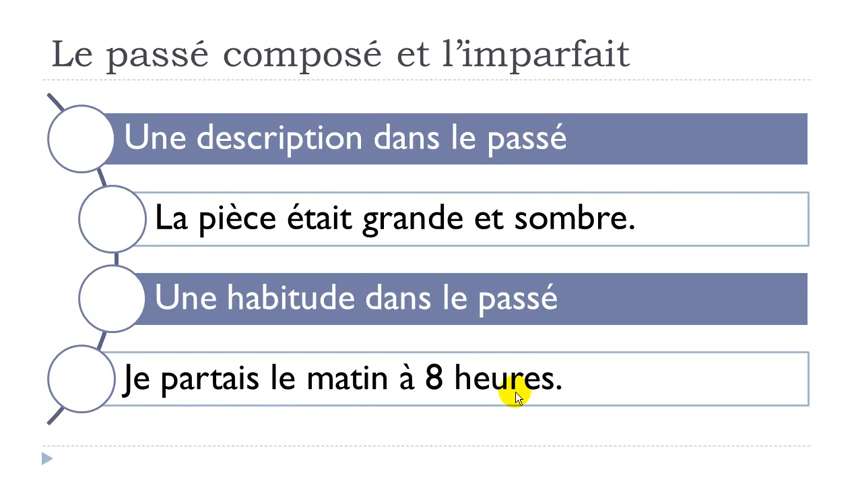 Le passé composé et l’imparfait
Une description dans le passé
La pièce était grande et sombre.
Une habitude dans le passé
Je partais le matin à 8 heures.